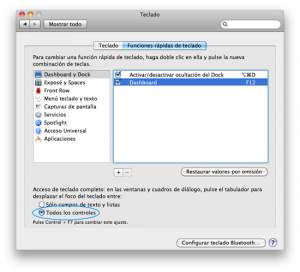 Teclado
Mostrar todo
Teclado Funciones rápidas de teclado
Para cambiar una función rápida de teclado, haga doble clic en ella y pulse la nueva
combinación de teclas.
Dashboard y Dock
Exposé y Spaces
Front Row
Menú teclado y texto
Capturas de pantalla
Servicios
Spotlight
Acceso Universal
Aplicaciones
Activar/desactivar ocultación del Dock ⌥⌘D
Dashboard F12
+ −
Restaurar valores por omisión
Acceso de teclado completo: en las ventanas y cuadros de diálogo, pulse el tabulador para
desplazar el foco del teclado entre:
Sólo campos de texto y listas
Todos los controles
Pulse Control + F7 para cambiar este ajuste.
Configurar teclado Bluetooth... ?